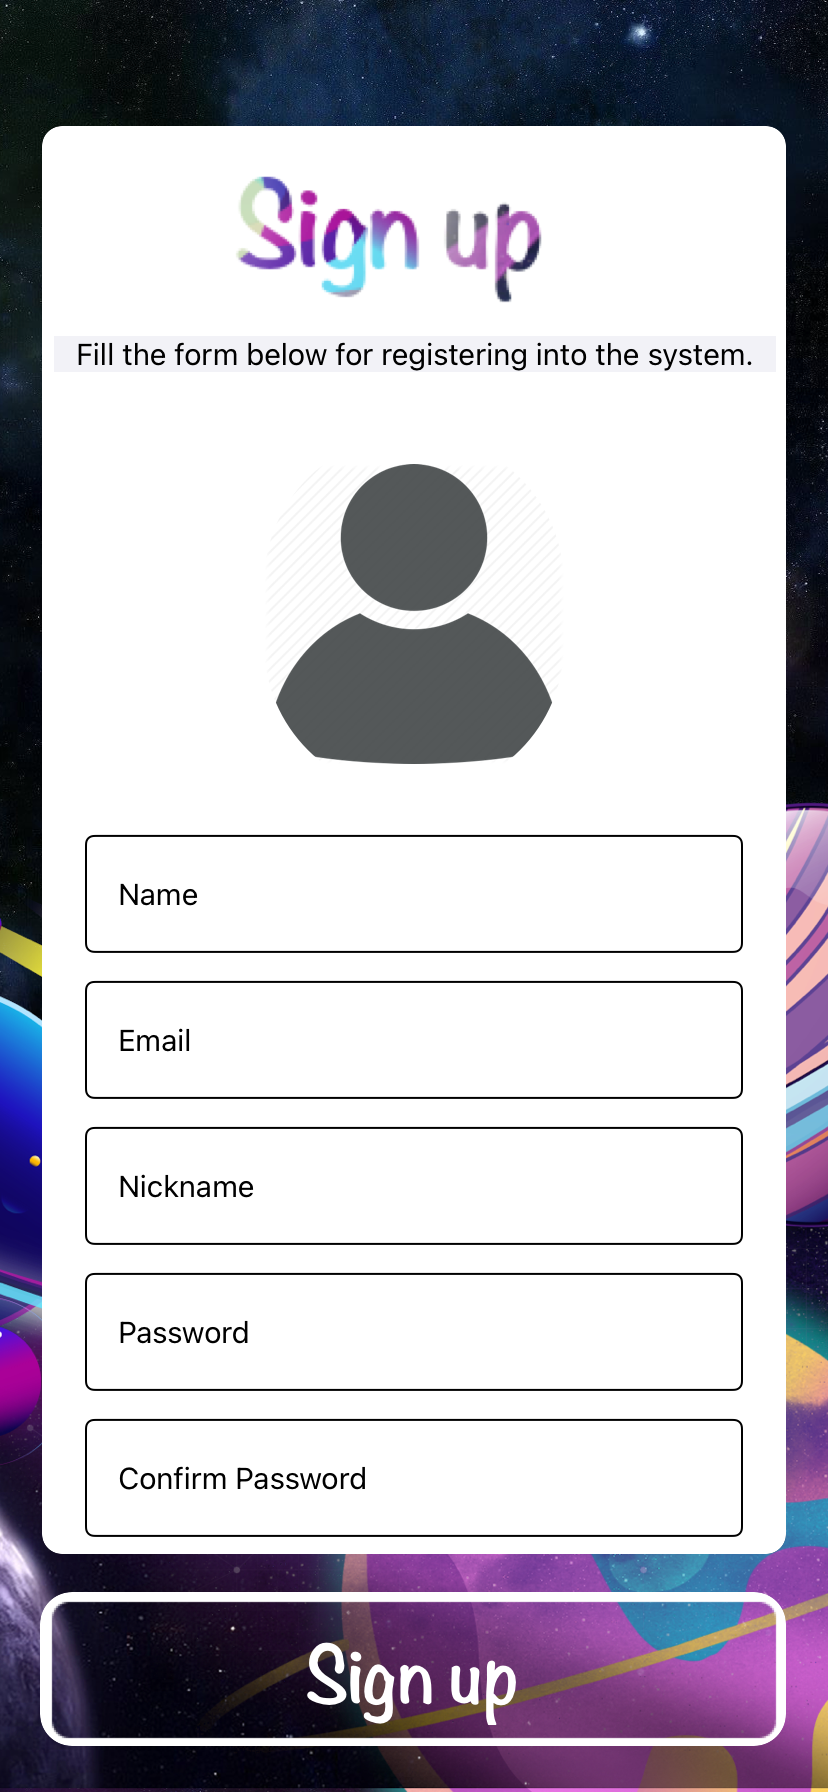 Sign up
Fill the form below for registering into the system.
Name
Email
Nickname
Password
Confirm Password
Sign up